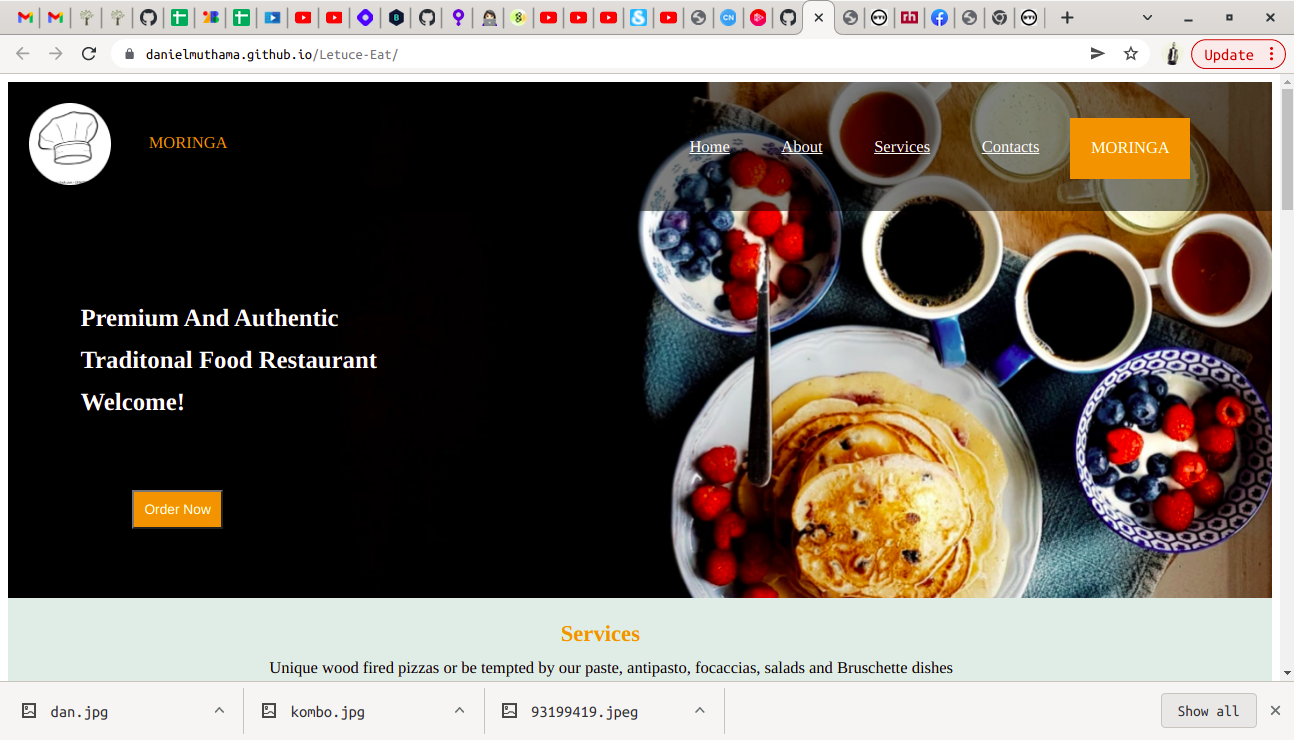 CN
rh
danielmuthama.github.io/Letuce-Eat/
Update
MORINGA
Home About Services Contacts MORINGA
Premium And Authentic
Traditonal Food Restaurant
Welcome!
Order Now
Services
Unique wood fired pizzas or be tempted by our paste, antipasto, focaccias, salads and Bruschette dishes
dan.jpg kombo.jpg 93199419.jpeg Show all